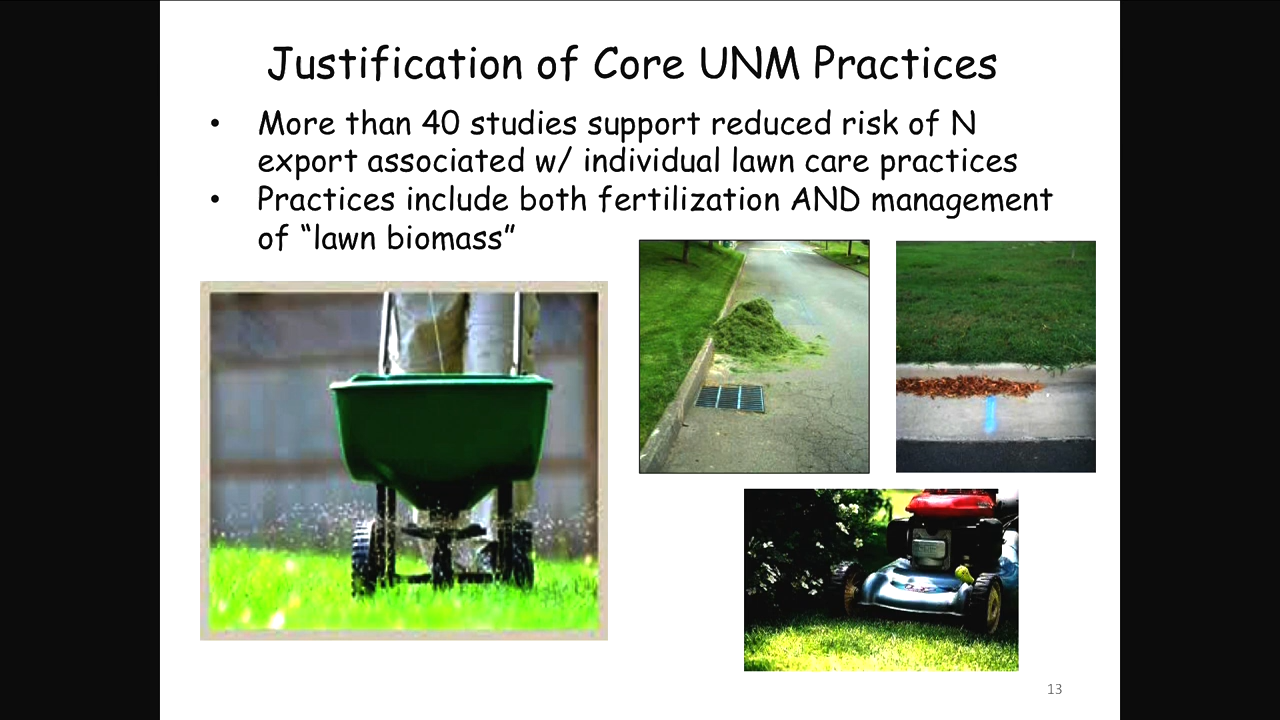 Justification of Core UNM Practices
• More than 40 studies support reduced risk of N
export associated w/ individual lawn care practices
• Practices include both fertilization AND management
of “lawn biomass”
13